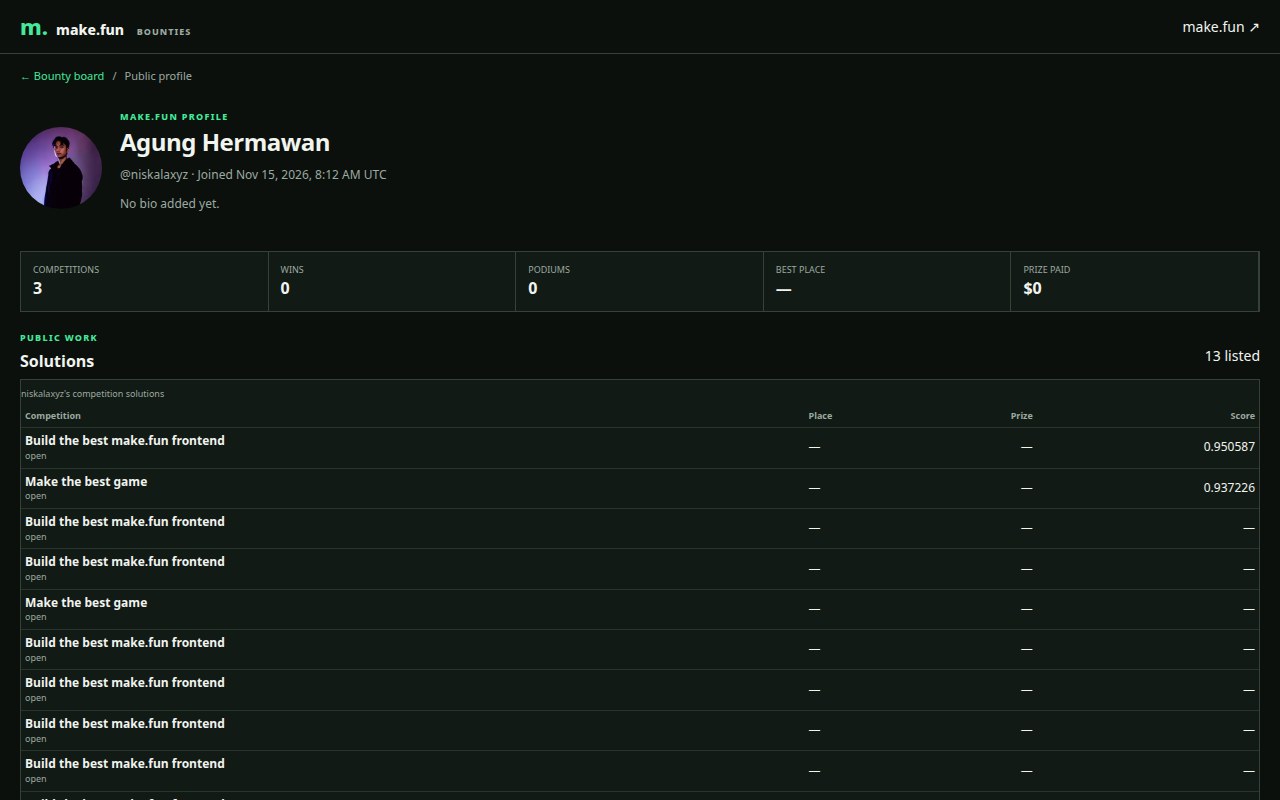 m. make.fun BOUNTIES
make.fun ↗
← Bounty board / Public profile
MAKE.FUN PROFILE
Agung Hermawan
@niskalaxyz · Joined Nov 15, 2026, 8:12 AM UTC
No bio added yet.
COMPETITIONS WINS PODIUMS BEST PLACE PRIZE PAID
3 0 0 — $0
PUBLIC WORK
Solutions
13 listed
niskalaxyz's competition solutions
Competition Place Prize Score
Build the best make.fun frontend
open — — 0.950587
Make the best game
open — — 0.937226
Build the best make.fun frontend
open — — —
Build the best make.fun frontend
open — — —
Make the best game
open — — —
Build the best make.fun frontend
open — — —
Build the best make.fun frontend
open — — —
Build the best make.fun frontend
open — — —
Build the best make.fun frontend
open — — —